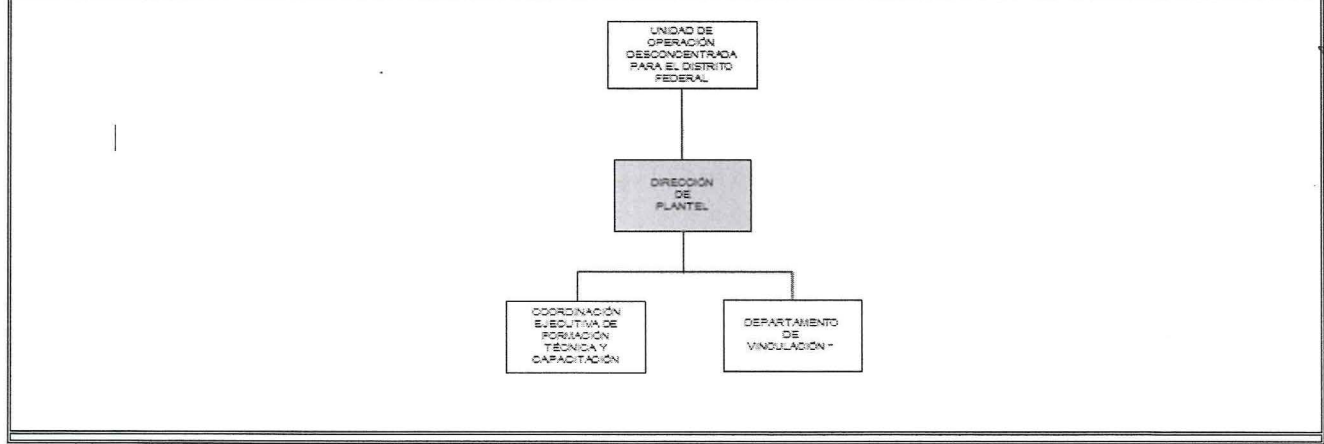 UNIDAD DE
OPERACIÓN
DESCONCENTRADA
PARA EL DISTRITO
FEDERAL
DIRECCIÓN
DE
PLANTEL
COORDINACIÓN
EJECUTIVA DE
FORMACIÓN
TÉCNICA Y
CAPACITACIÓN
DEPARTAMENTO
DE
VINCULACIÓN *